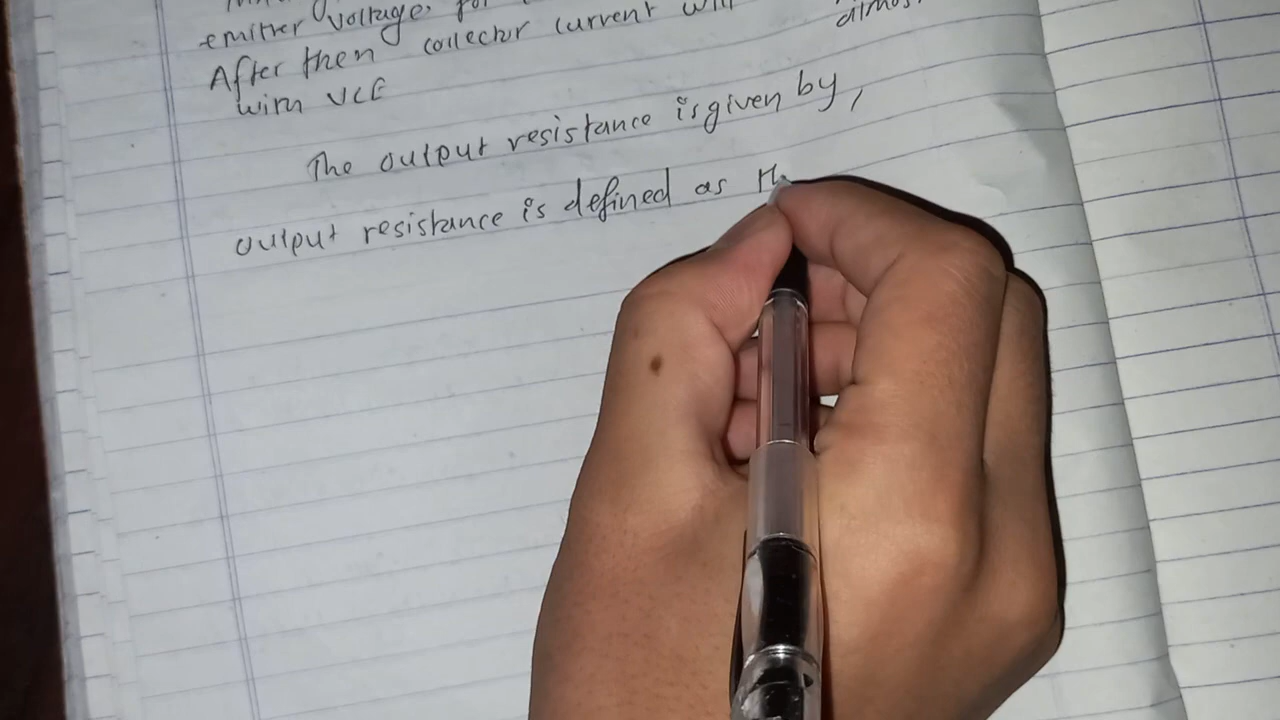 emitter voltage. for
After then collector current will almos
with VCE
The output resistance is given by,
output resistance is defined as